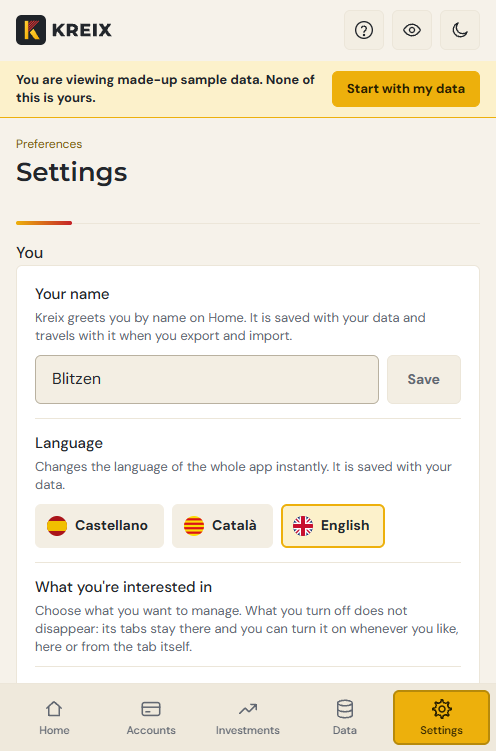 KREIX
You are viewing made-up sample data. None of
this is yours.
Start with my data
Preferences
Settings
You
Your name
Kreix greets you by name on Home. It is saved with your data and
travels with it when you export and import.
Blitzen
Save
Language
Changes the language of the whole app instantly. It is saved with your
data.
Castellano
Català
English
What you're interested in
Choose what you want to manage. What you turn off does not
disappear: its tabs stay there and you can turn it on whenever you like,
here or from the tab itself.
Home
Accounts
Investments
Data
Settings